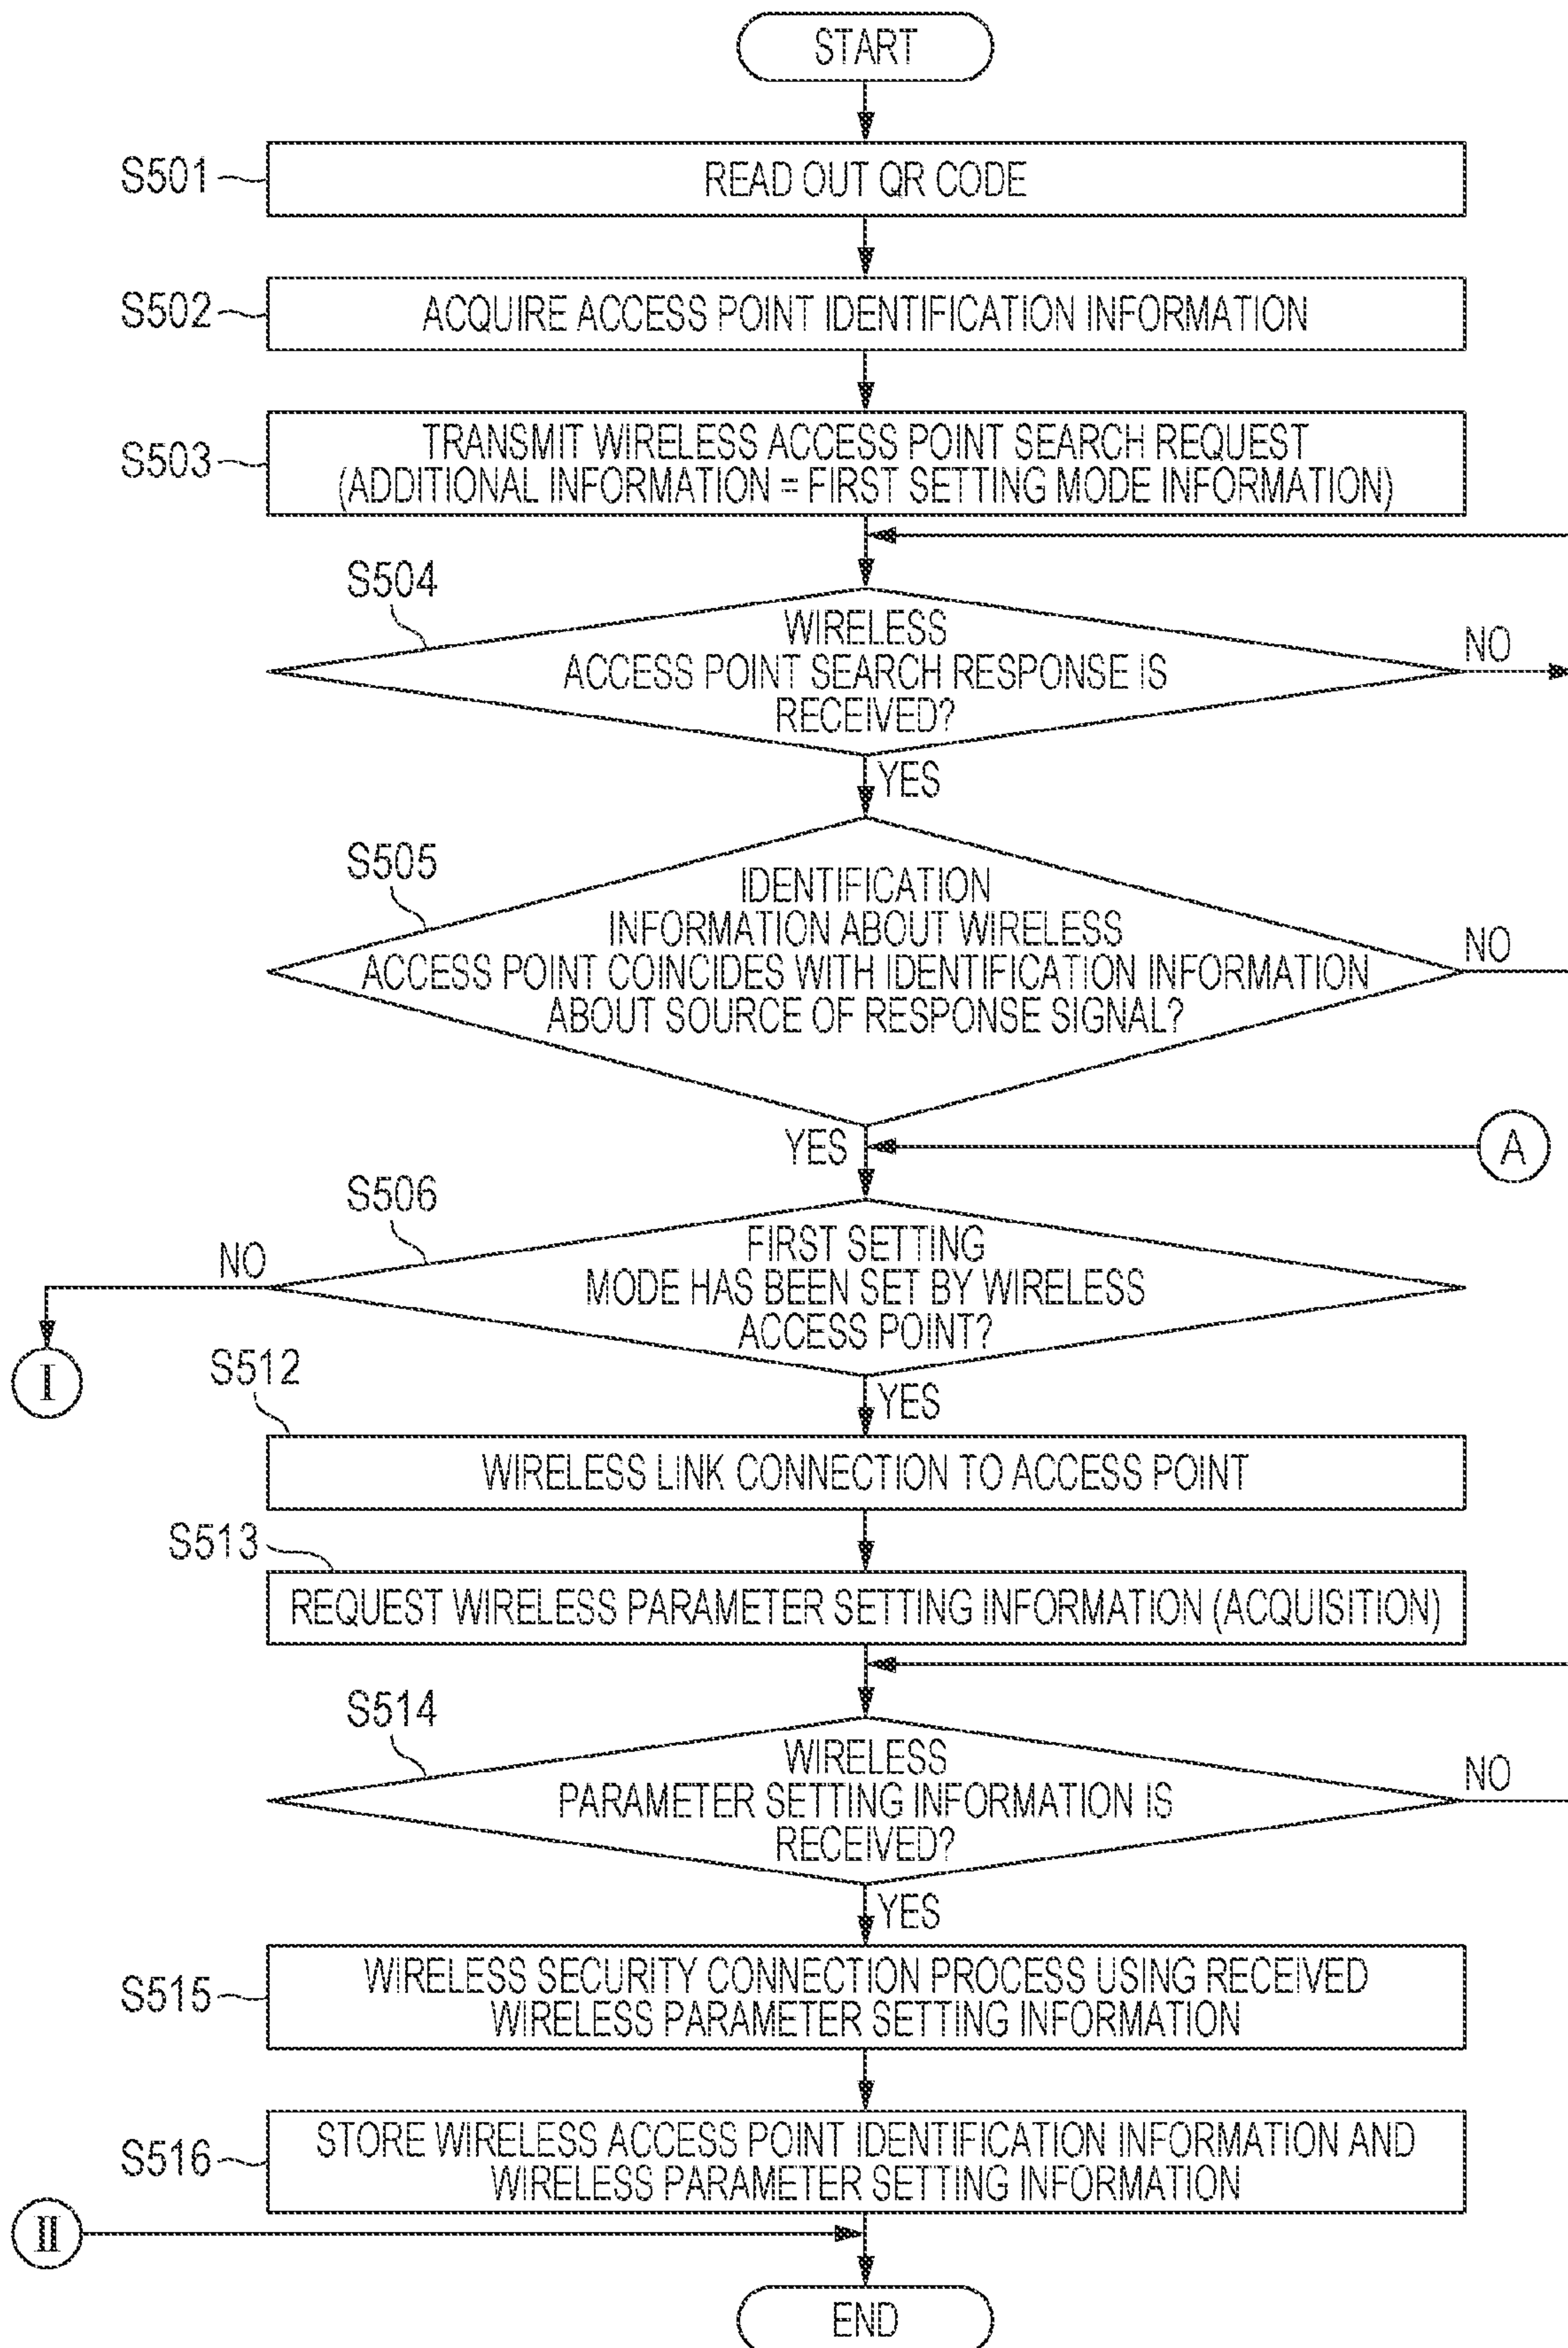 START
S501
READ OUT QR CODE
S502
ACQUIRE ACCESS POINT IDENTIFICATION INFORMATION
S503
TRANSMIT WIRELESS ACCESS POINT SEARCH REQUEST
(ADDITIONAL INFORMATION = FIRST SETTING MODE INFORMATION)
S504
WIRELESS
ACCESS POINT SEARCH RESPONSE IS
RECEIVED?
NO
YES
S505
IDENTIFICATION
INFORMATION ABOUT WIRELESS
ACCESS POINT COINCIDES WITH IDENTIFICATION INFORMATION
ABOUT SOURCE OF RESPONSE SIGNAL?
NO
YES
A
S506
FIRST SETTING
MODE HAS BEEN SET BY WIRELESS
ACCESS POINT?
NO
I
YES
S512
WIRELESS LINK CONNECTION TO ACCESS POINT
S513
REQUEST WIRELESS PARAMETER SETTING INFORMATION (ACQUISITION)
S514
WIRELESS
PARAMETER SETTING INFORMATION IS
RECEIVED?
NO
YES
S515
WIRELESS SECURITY CONNECTION PROCESS USING RECEIVED
WIRELESS PARAMETER SETTING INFORMATION
S516
STORE WIRELESS ACCESS POINT IDENTIFICATION INFORMATION AND
WIRELESS PARAMETER SETTING INFORMATION
II
END